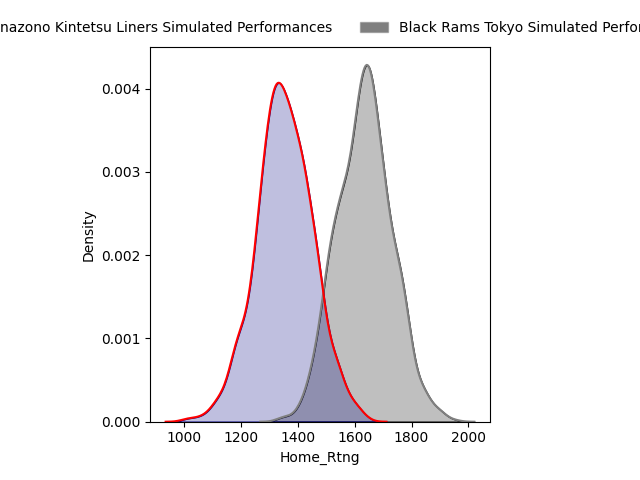 nazono Kintetsu Liners Simulated Performances
Black Rams Tokyo Simulated Perfor
0.004
0.003
0.002
0.001
0.000
Density
1000 1200 1400 1600 1800 2000
Home_Rtng